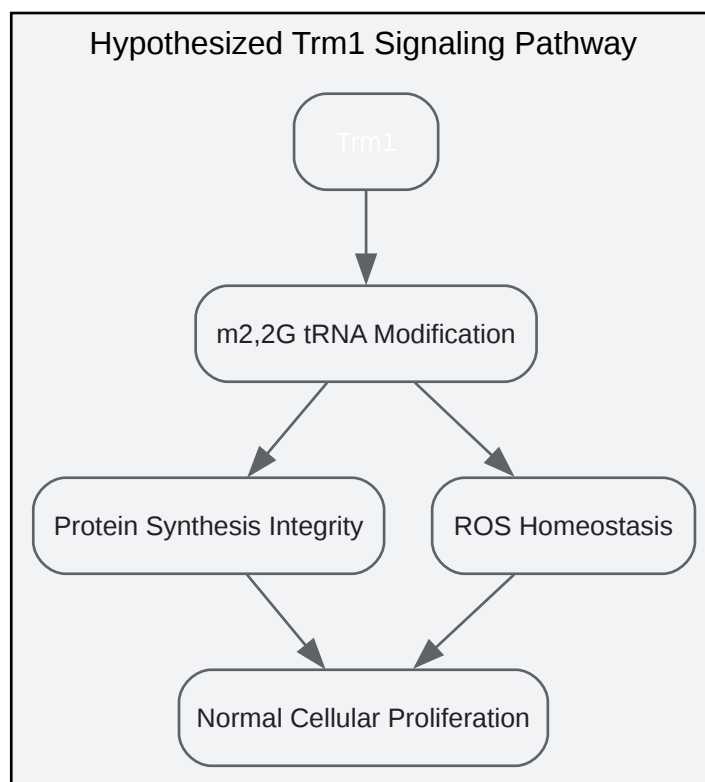 Hypothesized Trm1 Signaling Pathway
Trm1
m2,2G tRNA Modification
Protein Synthesis Integrity
ROS Homeostasis
Normal Cellular Proliferation